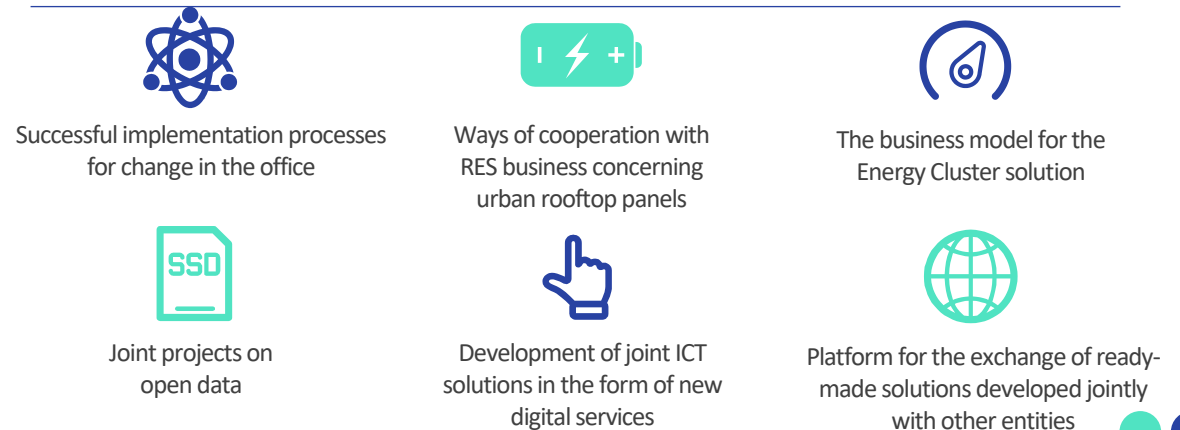 Successful implementation processes
for change in the office
Ways of cooperation with
RES business concerning
urban rooftop panels
The business model for the
Energy Cluster solution
SSD
Joint projects on
open data
Development of joint ICT
solutions in the form of new
digital services
Platform for the exchange of ready-
made solutions developed jointly
with other entities